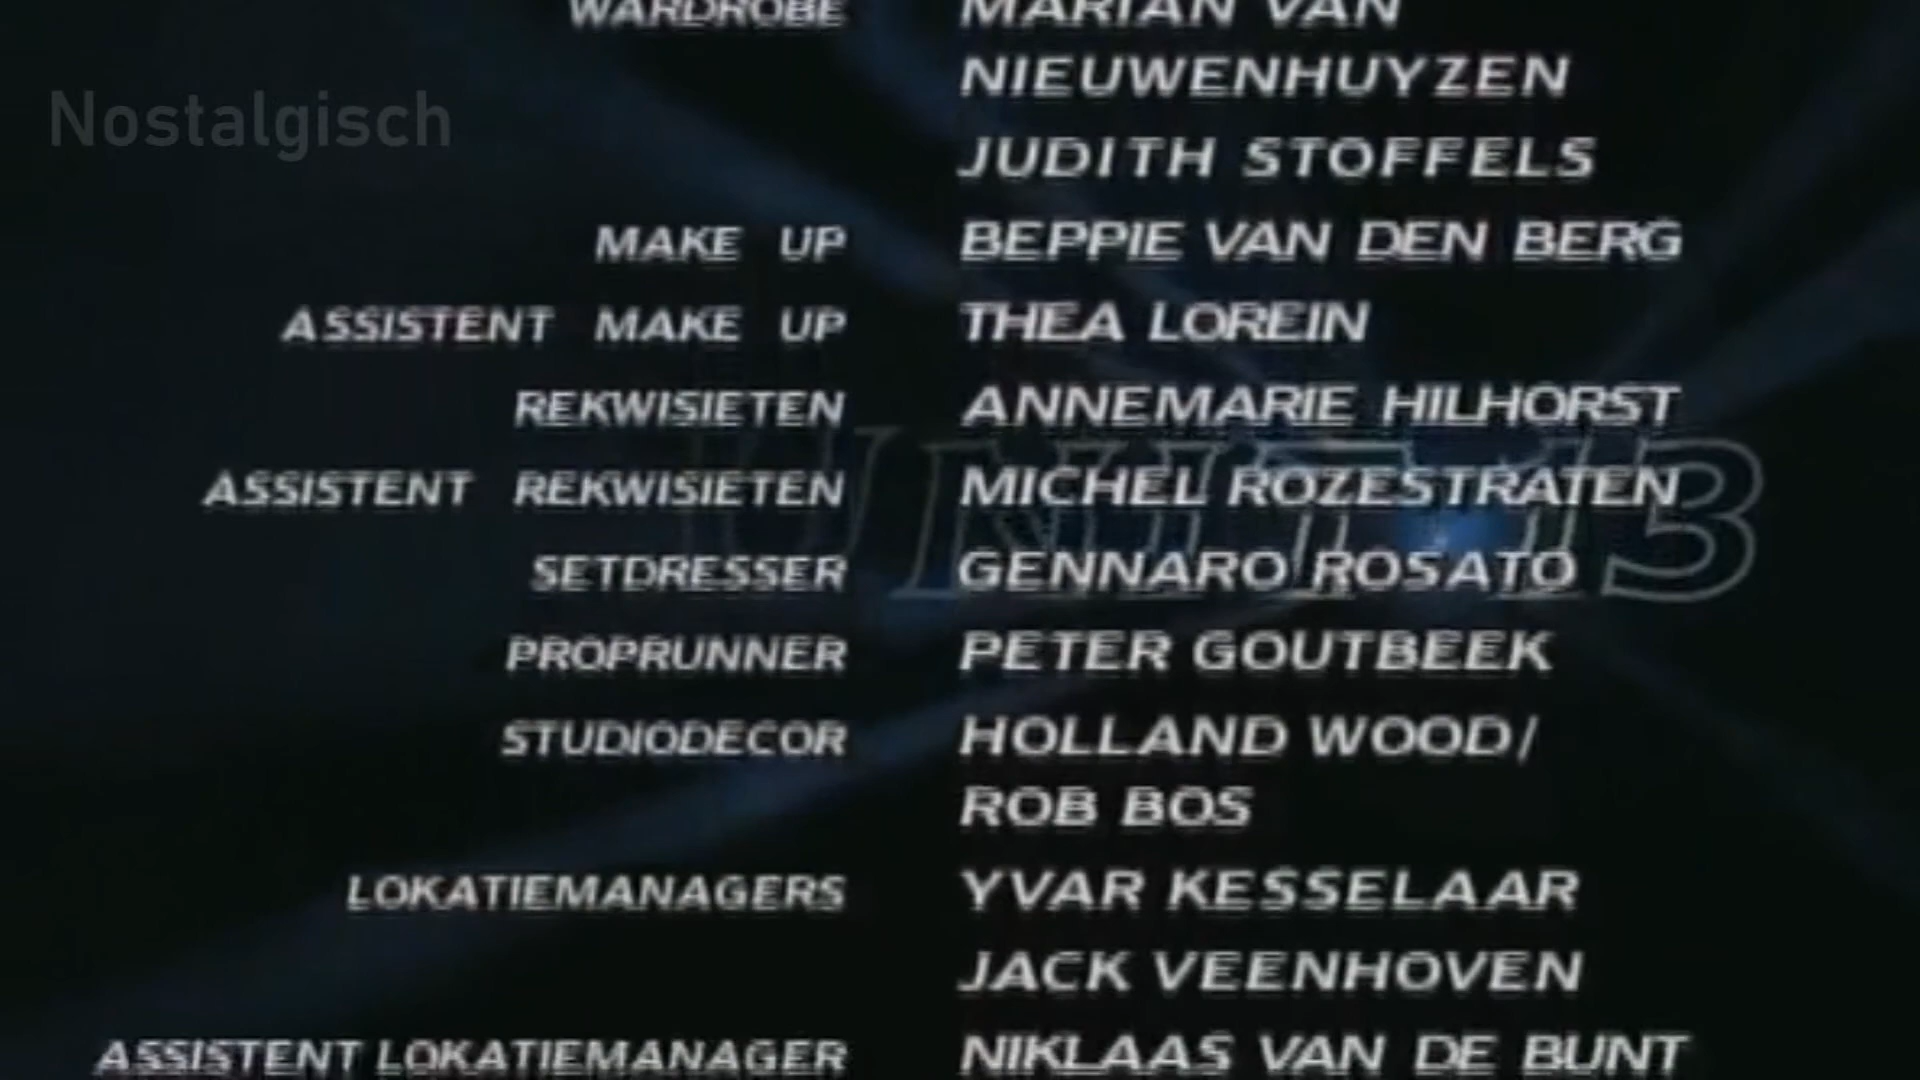 WARDROBE MARIAN VAN
NIEUWENHUYZEN
Nostalgisch
JUDITH STOFFELS
MAKE UP BEPPIE VAN DEN BERG
ASSISTENT MAKE UP THEA LOREIN
REKWISIETEN ANNEMARIE HILHORST
ASSISTENT REKWISIETEN MICHEL ROZESTRATEN
UNIT 13
SETDRESSER GENNARO ROSATO
PROPRUNNER PETER GOUTBEEK
STUDIODECOR HOLLAND WOOD/
ROB BOS
LOKATIEMANAGERS YVAR KESSELAAR
JACK VEENHOVEN
ASSISTENT LOKATIEMANAGER NIKLAAS VAN DE BUNT